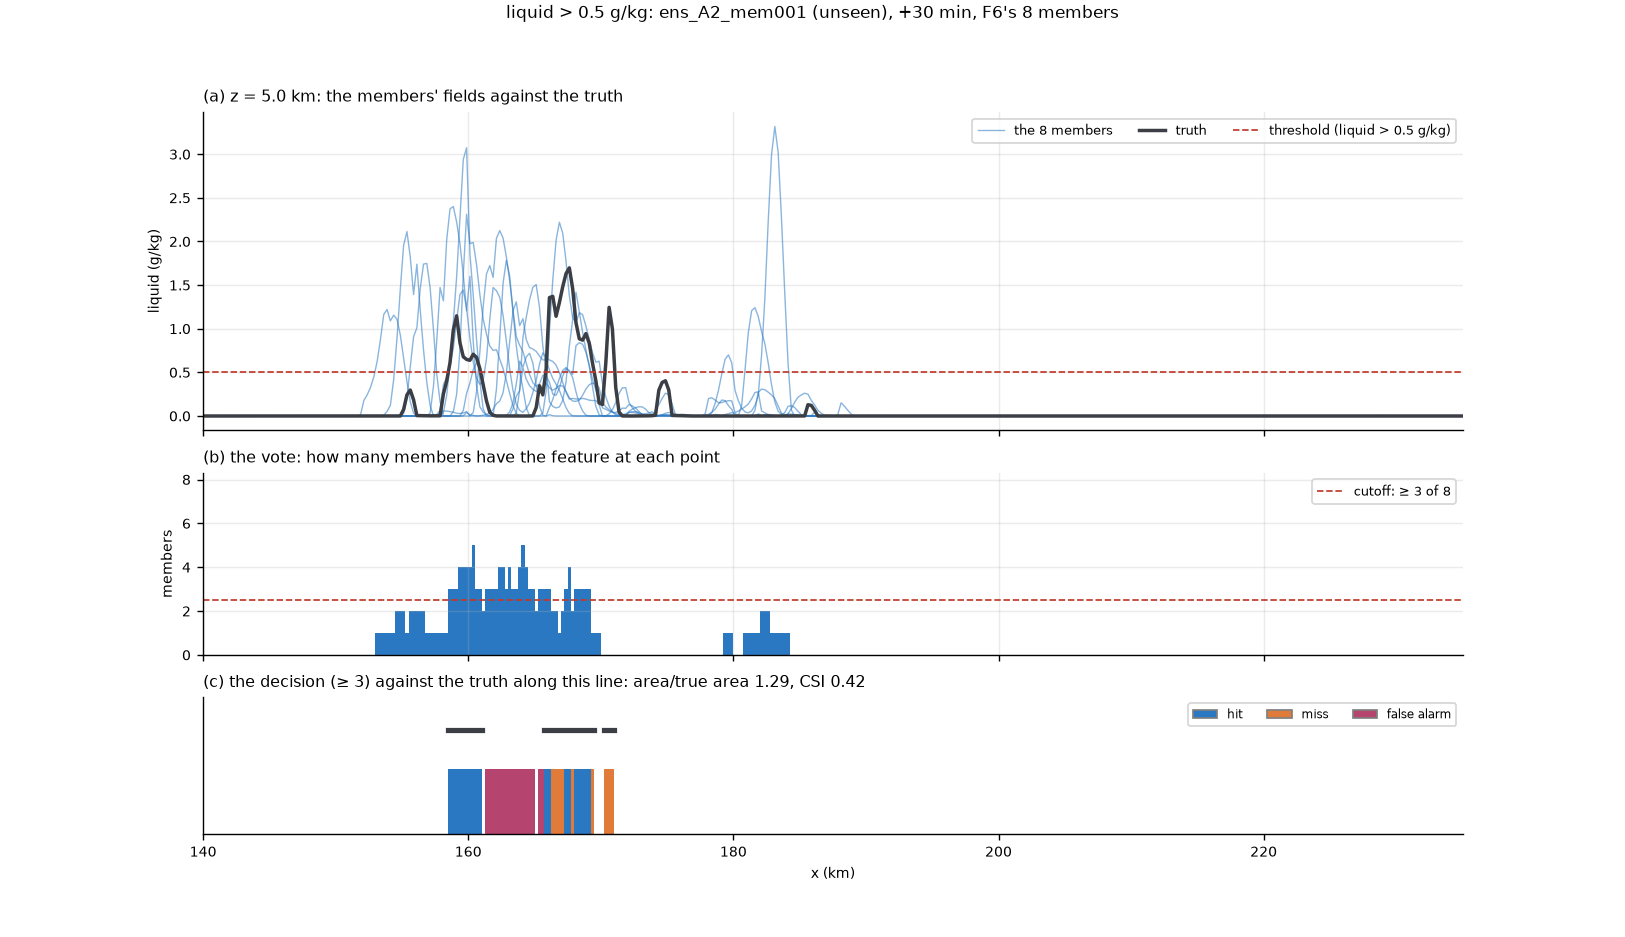 liquid > 0.5 g/kg: ens_A2_mem001 (unseen), +30 min, F6's 8 members
(a) z = 5.0 km: the members' fields against the truth
the 8 members
truth
threshold (liquid > 0.5 g/kg)
3.0
2.5
2.0
1.5
1.0
0.5
0.0
liquid (g/kg)
(b) the vote: how many members have the feature at each point
cutoff: ≥ 3 of 8
8
6
4
2
0
members
(c) the decision (≥ 3) against the truth along this line: area/true area 1.29, CSI 0.42
hit
miss
false alarm
140
160
180
200
220
x (km)